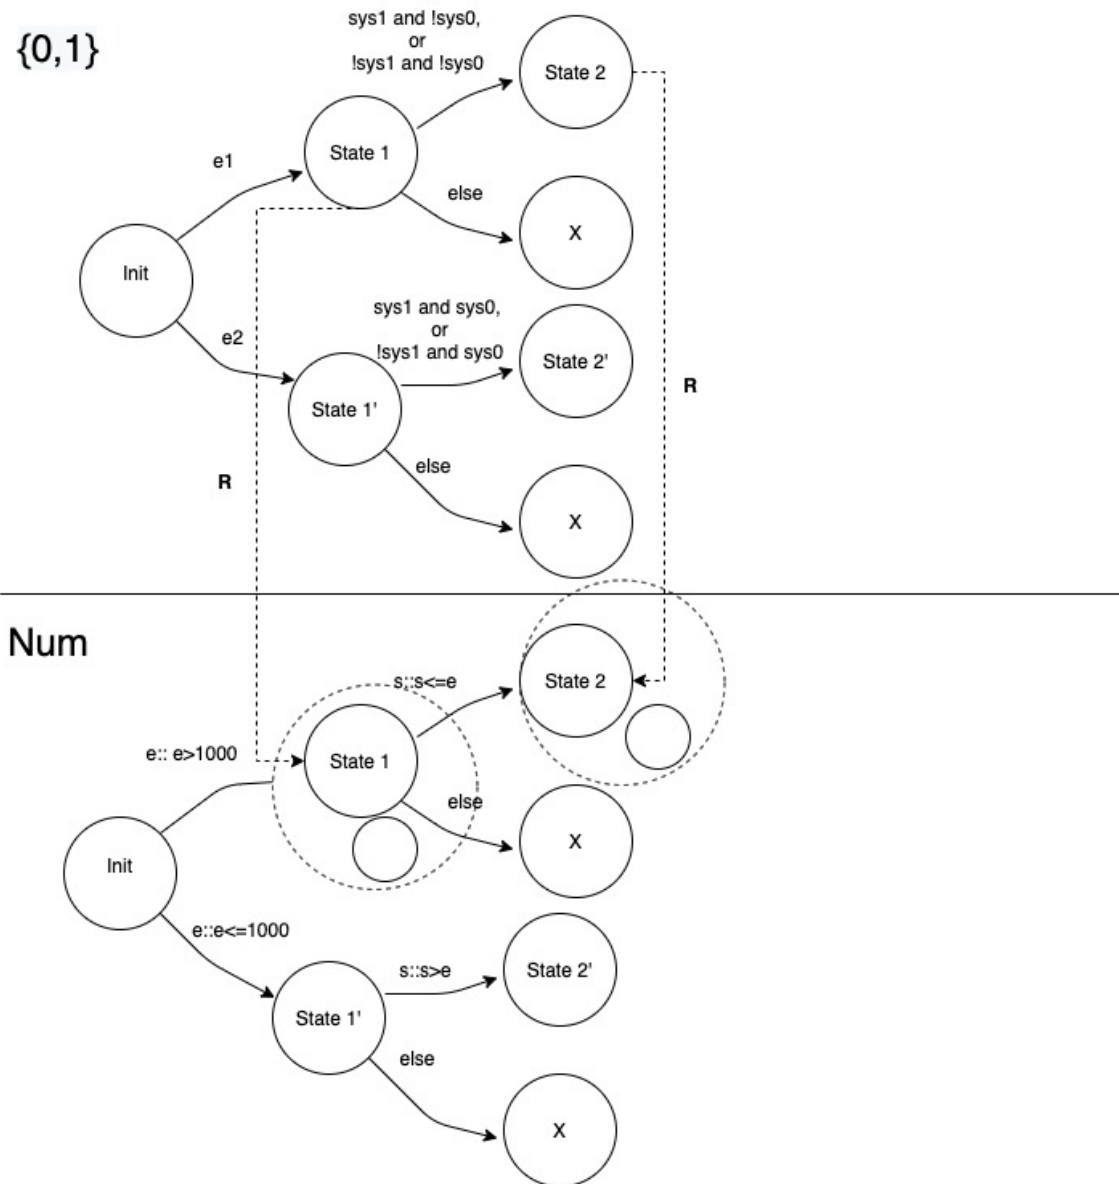 {0,1}
sys1 and !sys0,
or
!sys1 and !sys0
State 2
e1
State 1
else
X
Init
e2
sys1 and sys0,
or
!sys1 and sys0
State 2'
State 1'
R
else
R
X
Num
s::s<=e
State 2
e:: e>1000
State 1
else
X
Init
e::e<=1000
s::s>e
State 2'
State 1'
else
X